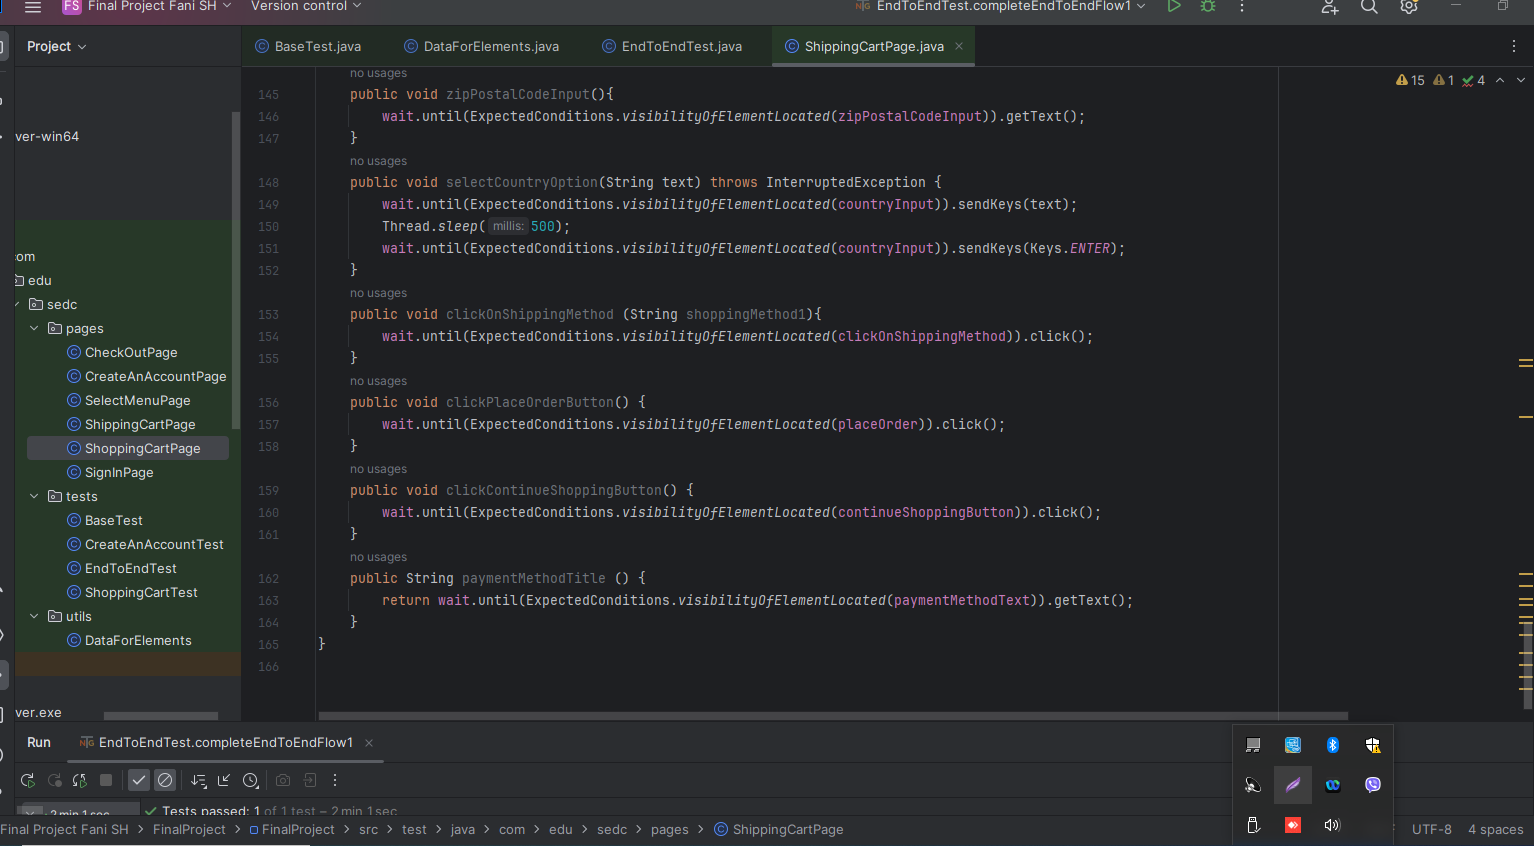 FS Final Project Fani SH Version control EndToEndTest.completeEndToEndFlow1
Project BaseTest.java DataForElements.java EndToEndTest.java ShippingCartPage.java
15 1 4
ver-win64
com
edu
sedc
pages
CheckOutPage
CreateAnAccountPage
SelectMenuPage
ShippingCartPage
ShoppingCartPage
SignInPage
tests
BaseTest
CreateAnAccountTest
EndToEndTest
ShoppingCartTest
utils
DataForElements
ver.exe
no usages
145 public void zipPostalCodeInput(){
146 wait.until(ExpectedConditions.visibilityOfElementLocated(zipPostalCodeInput)).getText();
147 }
no usages
148 public void selectCountryOption(String text) throws InterruptedException {
149 wait.until(ExpectedConditions.visibilityOfElementLocated(countryInput)).sendKeys(text);
150 Thread.sleep( millis: 500);
151 wait.until(ExpectedConditions.visibilityOfElementLocated(countryInput)).sendKeys(Keys.ENTER);
152 }
no usages
153 public void clickOnShippingMethod (String shoppingMethod1){
154 wait.until(ExpectedConditions.visibilityOfElementLocated(clickOnShippingMethod)).click();
155 }
no usages
156 public void clickPlaceOrderButton() {
157 wait.until(ExpectedConditions.visibilityOfElementLocated(placeOrder)).click();
158 }
no usages
159 public void clickContinueShoppingButton() {
160 wait.until(ExpectedConditions.visibilityOfElementLocated(continueShoppingButton)).click();
161 }
no usages
162 public String paymentMethodTitle () {
163 return wait.until(ExpectedConditions.visibilityOfElementLocated(paymentMethodText)).getText();
164 }
165 }
166
Run EndToEndTest.completeEndToEndFlow1
2 min 1 sec Tests passed: 1 of 1 test – 2 min 1 sec
Final Project Fani SH > FinalProject > FinalProject > src > test > java > com > edu > sedc > pages > ShippingCartPage UTF-8 4 spaces